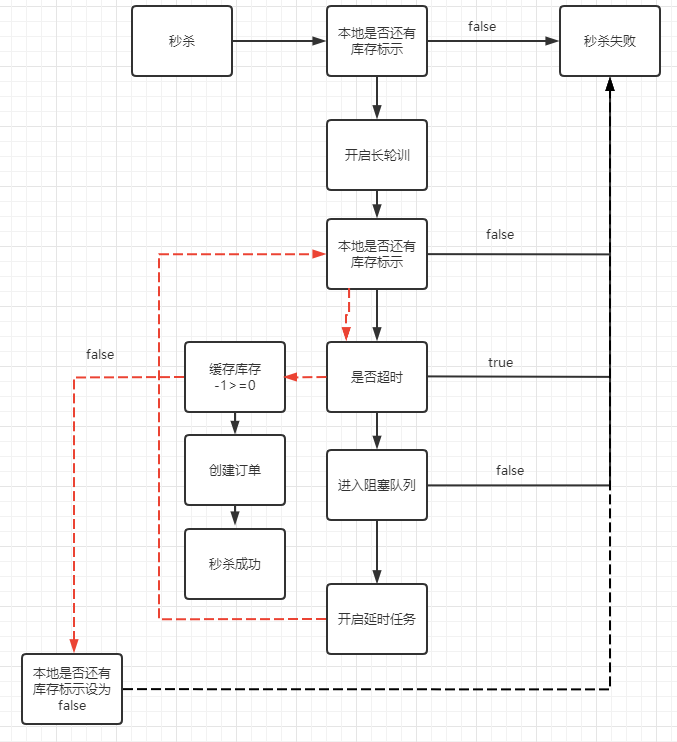 秒杀
本地是否还有
库存标示
false
秒杀失败
开启长轮训
本地是否还有
库存标示
false
false
缓存库存
-1>=0
是否超时
true
创建订单
进入阻塞队列
false
秒杀成功
开启延时任务
本地是否还有
库存标示设为
false